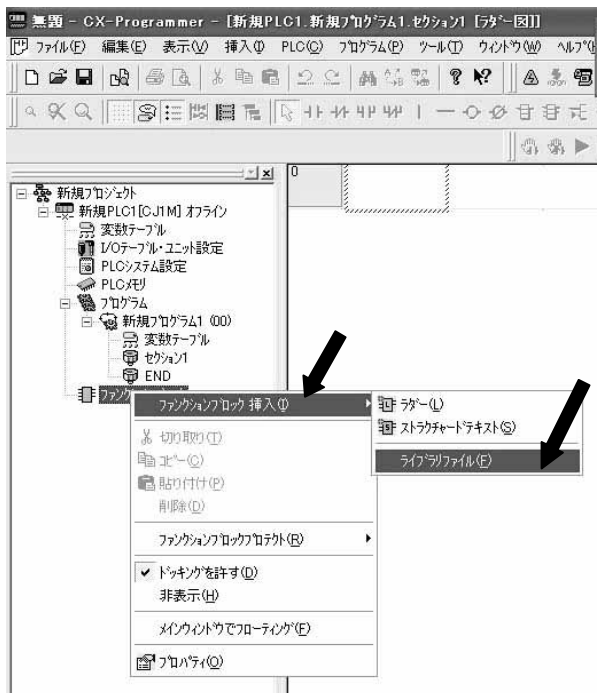 無題 - CX-Programmer - [新規PLC1.新規ﾌﾟﾛｸﾞﾗﾑ1.ｾｸｼｮﾝ1 [ﾗﾀﾞｰ図]]
ﾌｧｲﾙ(F) 編集(E) 表示(V) 挿入(I) PLC(C) ﾌﾟﾛｸﾞﾗﾑ(P) ﾂｰﾙ(T) ｳｨﾝﾄﾞｳ(W) ﾍﾙﾌﾟ(
0
新規ﾌﾟﾛｼﾞｪｸﾄ
新規PLC1[CJ1M] ｵﾌﾗｲﾝ
変数ﾃｰﾌﾞﾙ
I/Oﾃｰﾌﾞﾙ･ﾕﾆｯﾄ設定
PLCｼｽﾃﾑ設定
PLCﾒﾓﾘ
ﾌﾟﾛｸﾞﾗﾑ
新規ﾌﾟﾛｸﾞﾗﾑ1 (00)
変数ﾃｰﾌﾞﾙ
ｾｸｼｮﾝ1
END
ﾌｧﾝｸ
ﾌｧﾝｸｼｮﾝﾌﾞﾛｯｸ 挿入(I)
ﾗﾀﾞｰ(L)
ｽﾄﾗｸﾁｬｰﾄﾞﾃｷｽﾄ(S)
ﾗｲﾌﾞﾗﾘﾌｧｲﾙ(F)
切り取り(T)
ｺﾋﾟｰ(C)
貼り付け(P)
削除(D)
ﾌｧﾝｸｼｮﾝﾌﾞﾛｯｸﾌﾟﾛﾃｸﾄ(R)
ﾄﾞｯｷﾝｸﾞを許す(D)
非表示(H)
ﾒｲﾝｳｨﾝﾄﾞｳでﾌﾛｰﾃｨﾝｸﾞ(F)
ﾌﾟﾛﾊﾟﾃｨ(O)